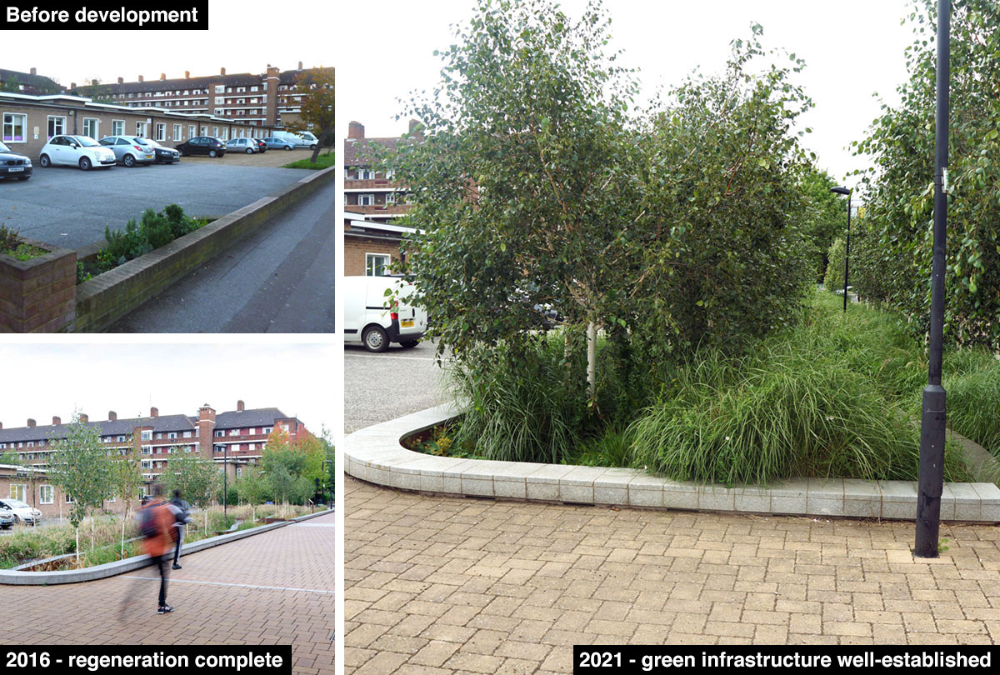 Before development
2016 - regeneration complete
2021 - green infrastructure well-established